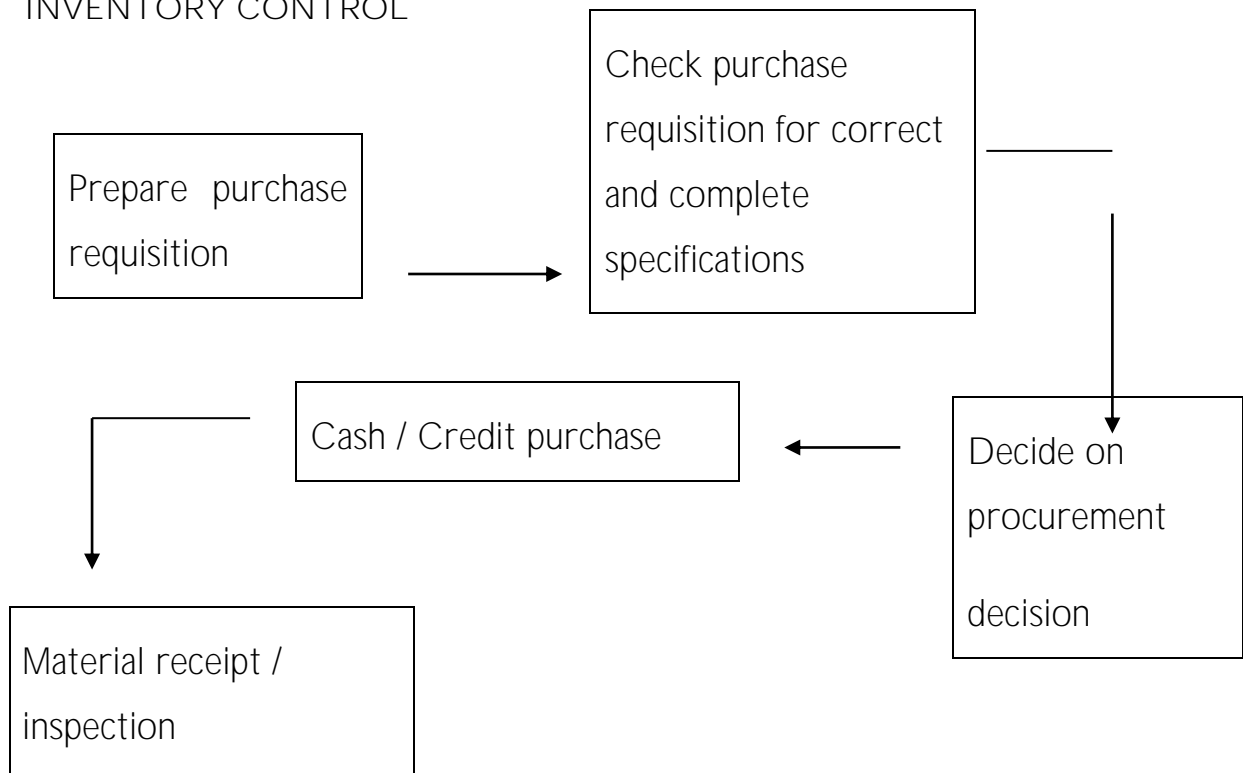 INVENTORY CONTROL
Prepare purchase
requisition
Check purchase
requisition for correct
and complete
specifications
Decide on
procurement
decision
Cash / Credit purchase
Material receipt /
inspection